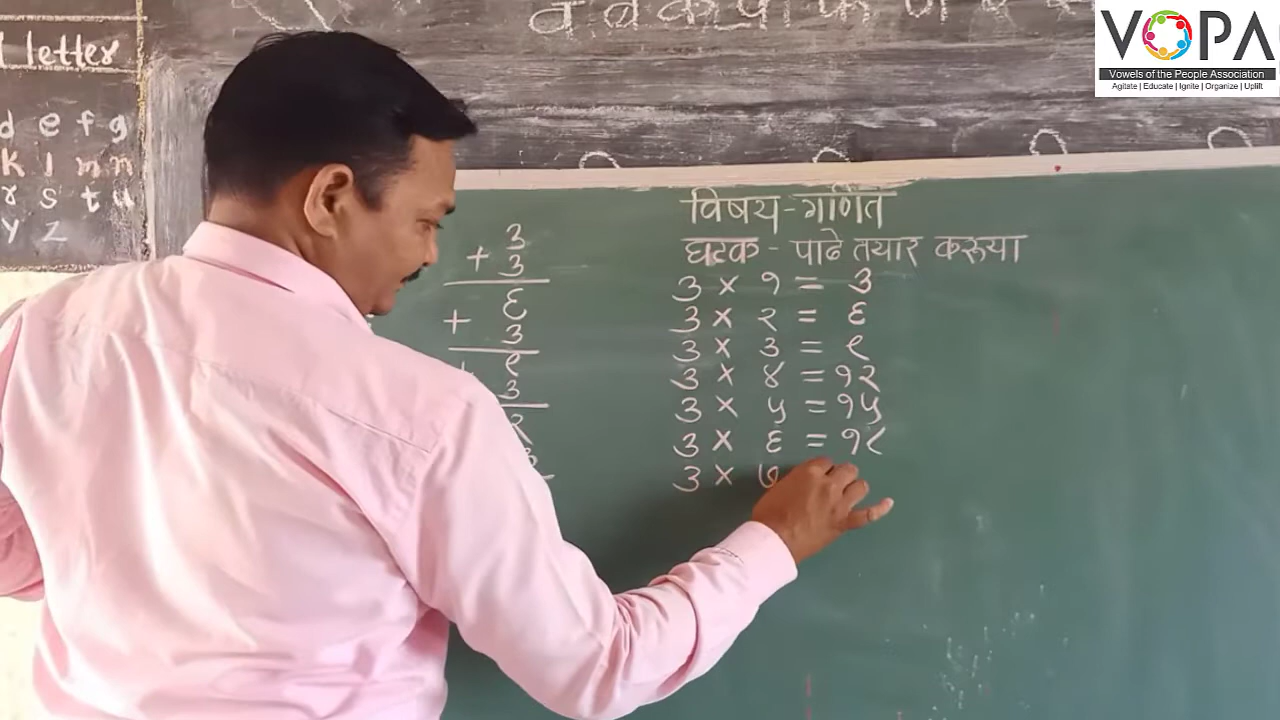 letter
d e f g
k l m n
r s t u
y z
VOPA
Vowels of the People Association
Agitate | Educate | Ignite | Organize | Uplift
३
+ ३
६
+ ३
९
३
२
३
विषय - गणित
घटक - पाढे तयार करूया
३ × १ = ३
३ × २ = ६
३ × ३ = ९
३ × ४ = १२
३ × ५ = १५
३ × ६ = १८
३ × ७